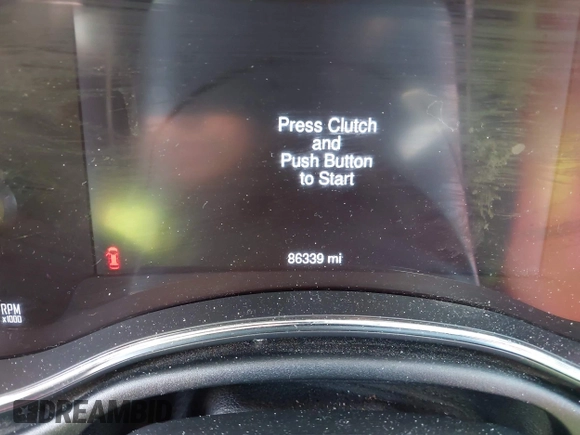 Press Clutch
and
Push Button
to Start
86339 mi
RPM
x1000
DREAMBID